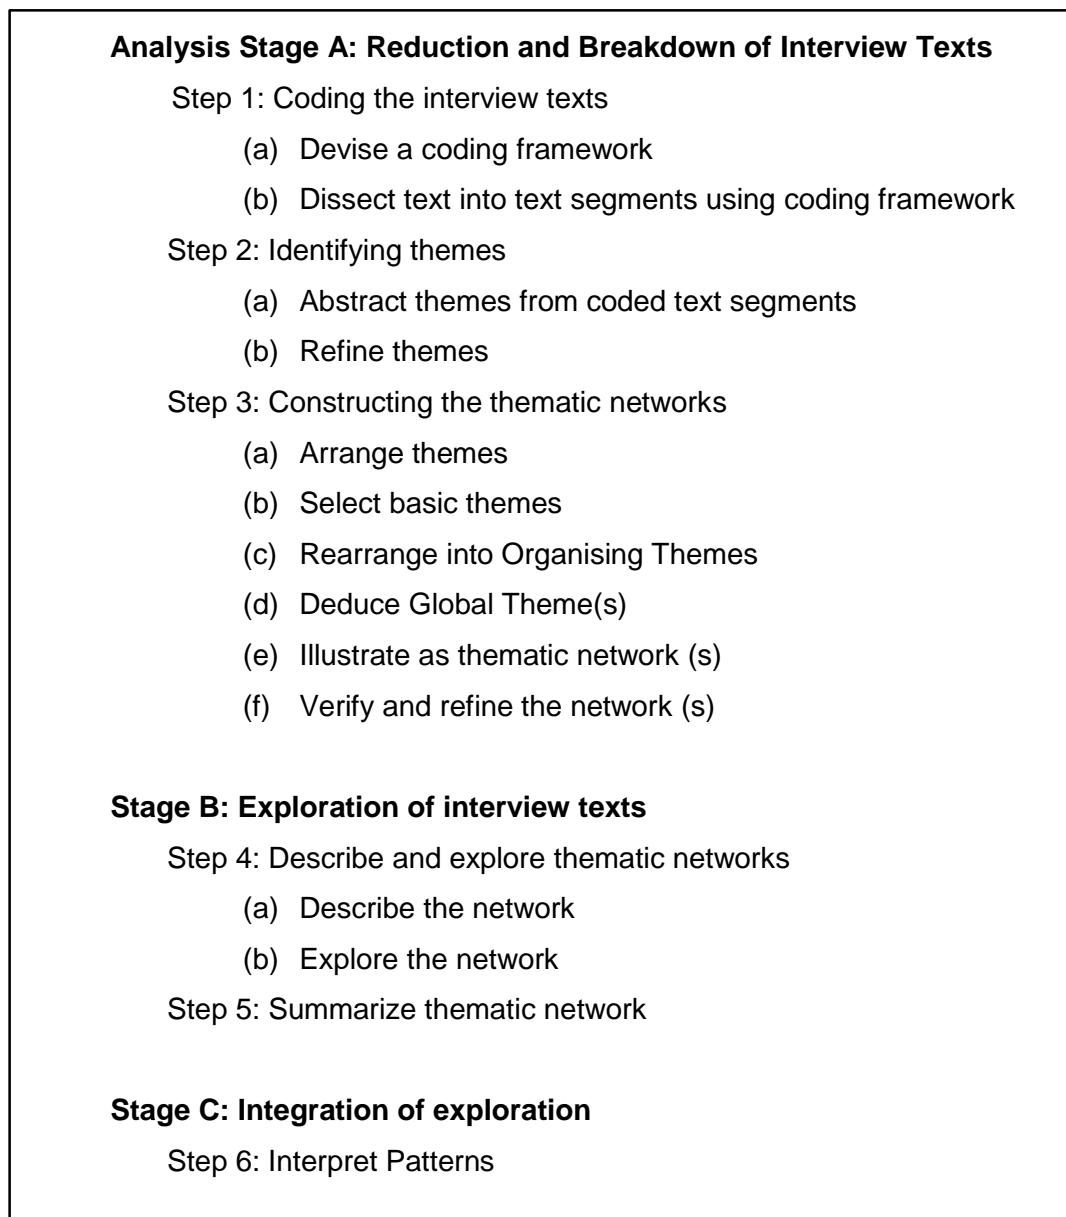 Analysis Stage A: Reduction and Breakdown of Interview Texts
Step 1: Coding the interview texts
(a) Devise a coding framework
(b) Dissect text into text segments using coding framework
Step 2: Identifying themes
(a) Abstract themes from coded text segments
(b) Refine themes
Step 3: Constructing the thematic networks
(a) Arrange themes
(b) Select basic themes
(c) Rearrange into Organising Themes
(d) Deduce Global Theme(s)
(e) Illustrate as thematic network (s)
(f) Verify and refine the network (s)
Stage B: Exploration of interview texts
Step 4: Describe and explore thematic networks
(a) Describe the network
(b) Explore the network
Step 5: Summarize thematic network
Stage C: Integration of exploration
Step 6: Interpret Patterns